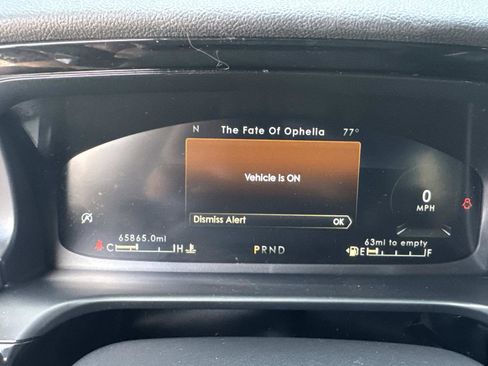 N The Fate Of Ophelia 77°
Vehicle is ON
Dismiss Alert OK
0
MPH
65865.0mi
63mi to empty
C H PRND E F